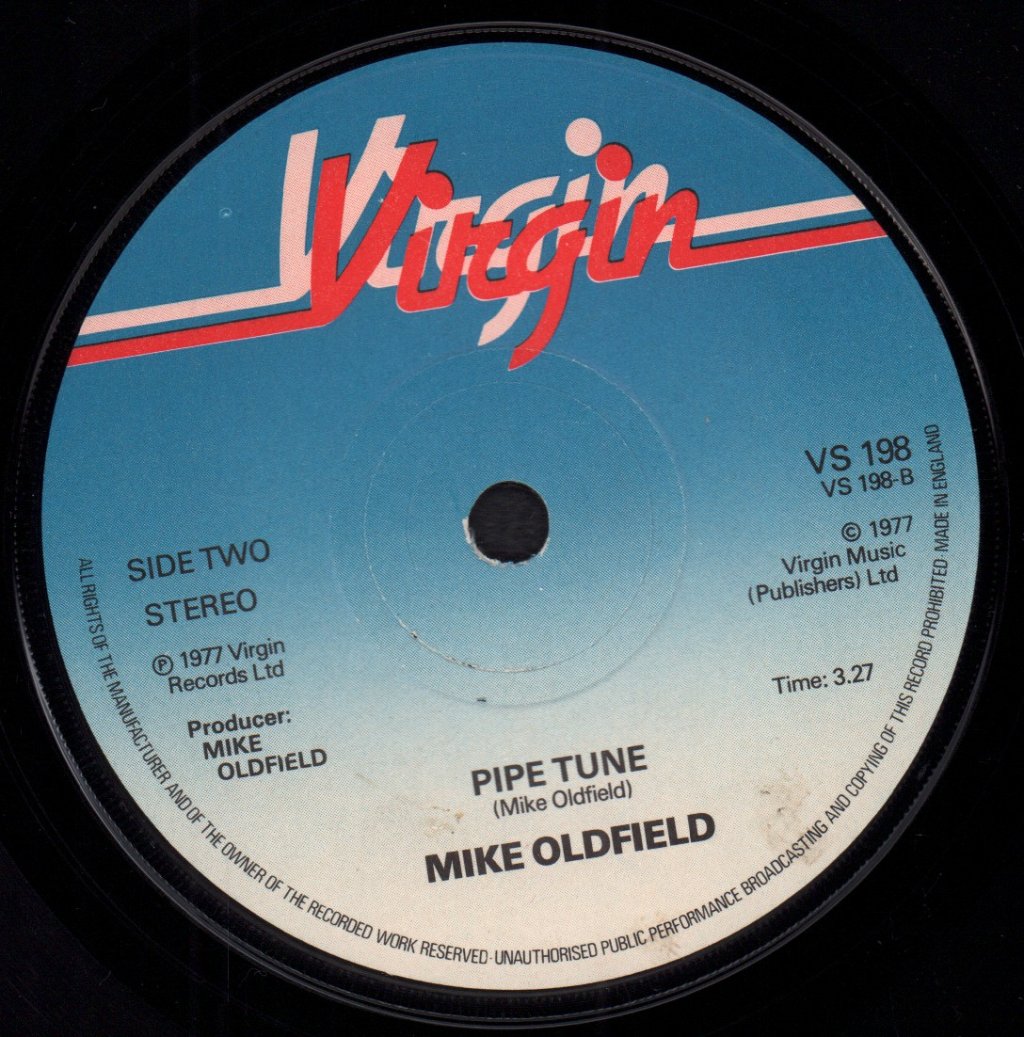 Virgin
VS 198
VS 198-B
SIDE TWO
STEREO
℗ 1977 Virgin
Records Ltd
Producer:
MIKE
OLDFIELD
© 1977
Virgin Music
(Publishers) Ltd
Time: 3.27
PIPE TUNE
(Mike Oldfield)
MIKE OLDFIELD
ALL RIGHTS OF THE MANUFACTURER AND OF THE OWNER OF THE RECORDED WORK RESERVED · UNAUTHORISED PUBLIC PERFORMANCE BROADCASTING AND COPYING OF THIS RECORD PROHIBITED MADE IN ENGLAND